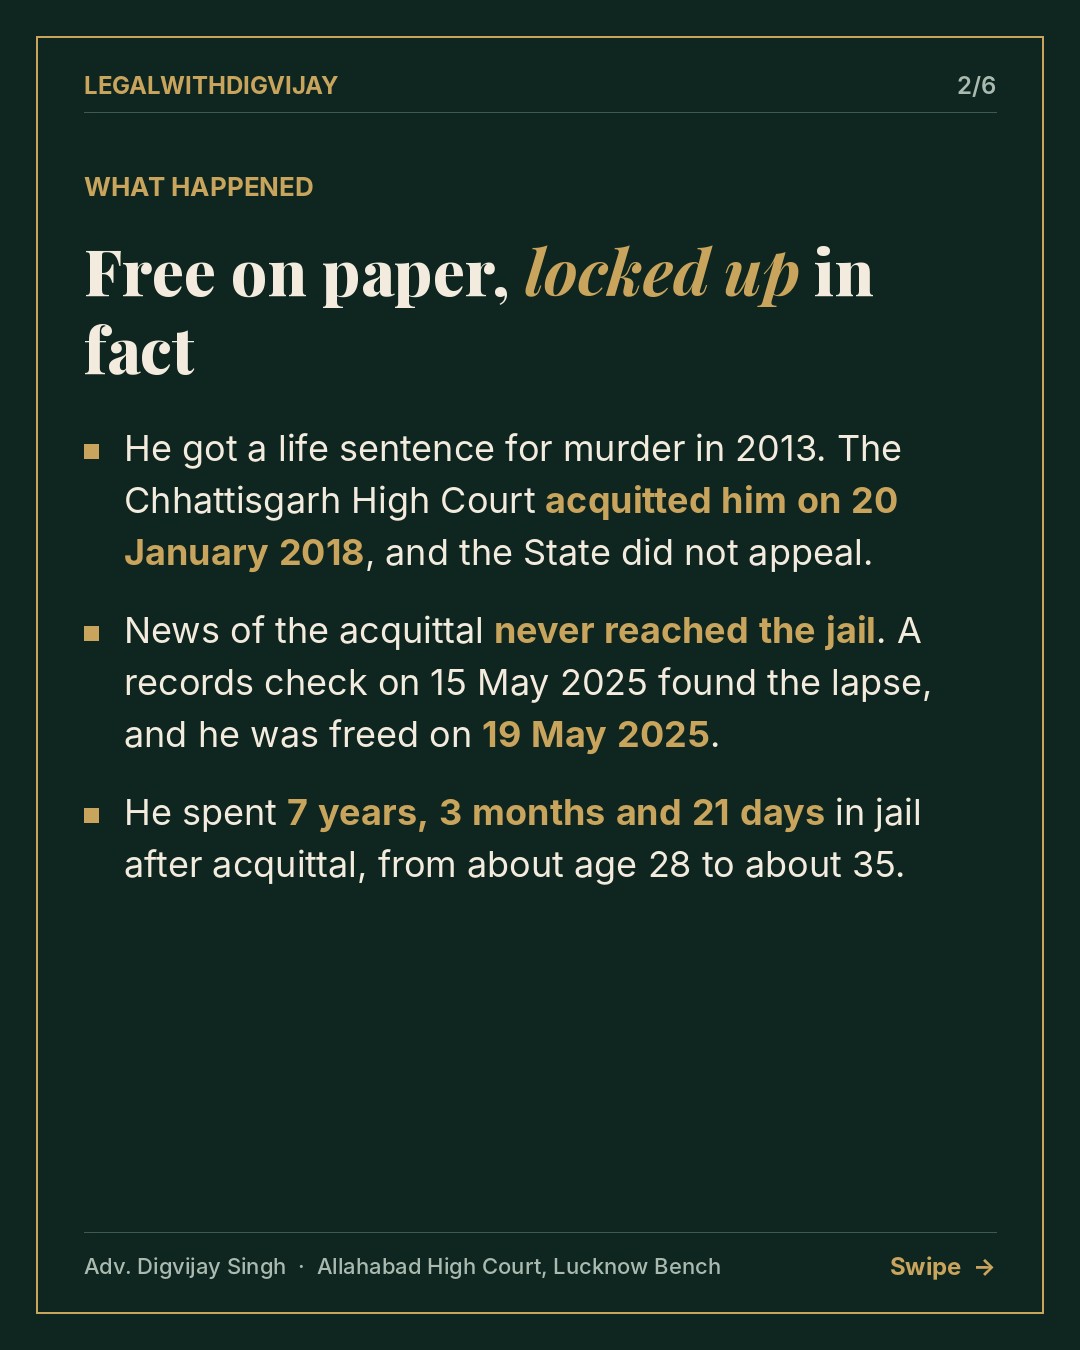 LEGALWITHDIGVIJAY
2/6
WHAT HAPPENED
Free on paper, locked up in
fact
He got a life sentence for murder in 2013. The
Chhattisgarh High Court acquitted him on 20
January 2018, and the State did not appeal.
News of the acquittal never reached the jail. A
records check on 15 May 2025 found the lapse,
and he was freed on 19 May 2025.
He spent 7 years, 3 months and 21 days in jail
after acquittal, from about age 28 to about 35.
Adv. Digvijay Singh · Allahabad High Court, Lucknow Bench
Swipe →